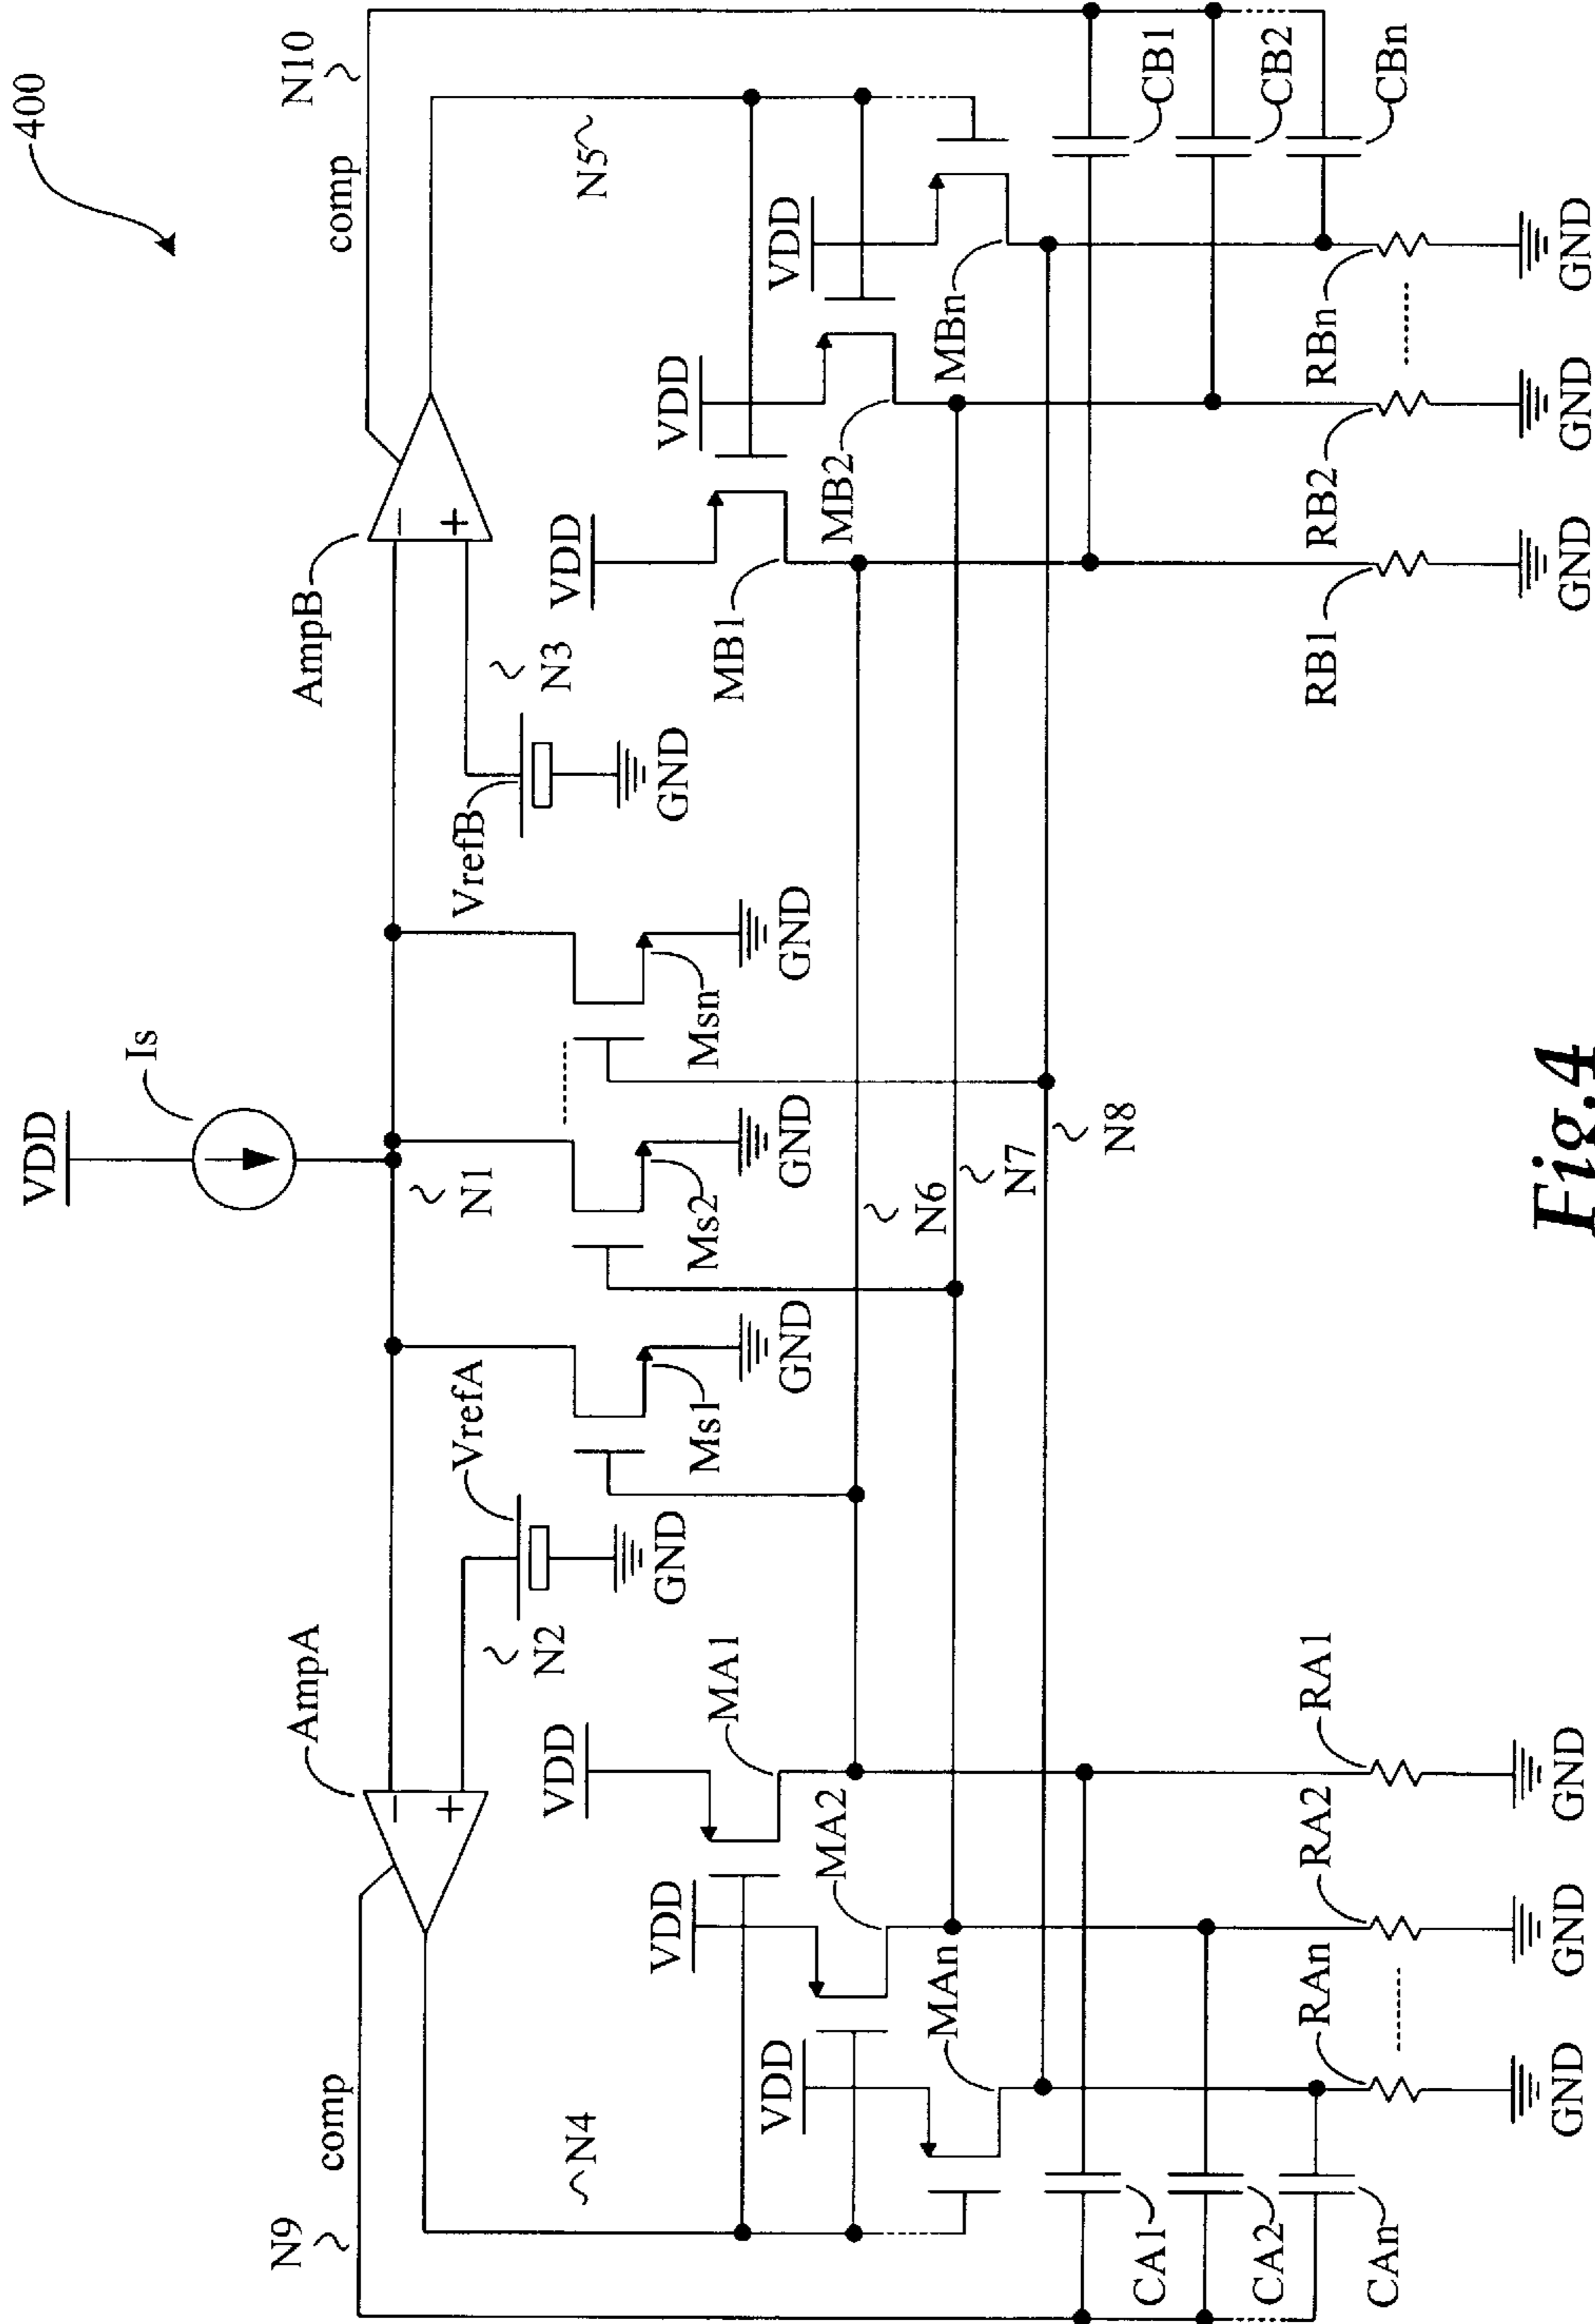 400
VDD
Is
N10
comp
N9
comp
AmpA
AmpB
N1
VrefA
VrefB
N2
N3
N4
N5
GND
GND
Ms1
Ms2
Msn
GND
GND
GND
VDD
VDD
VDD
MA1
MA2
MAn
VDD
VDD
VDD
MB1
MB2
MBn
N6
N7
N8
CA1
CA2
CAn
CB1
CB2
CBn
RAn
RA2
RA1
RB1
RB2
RBn
GND
GND
GND
GND
GND
GND
Fig.4